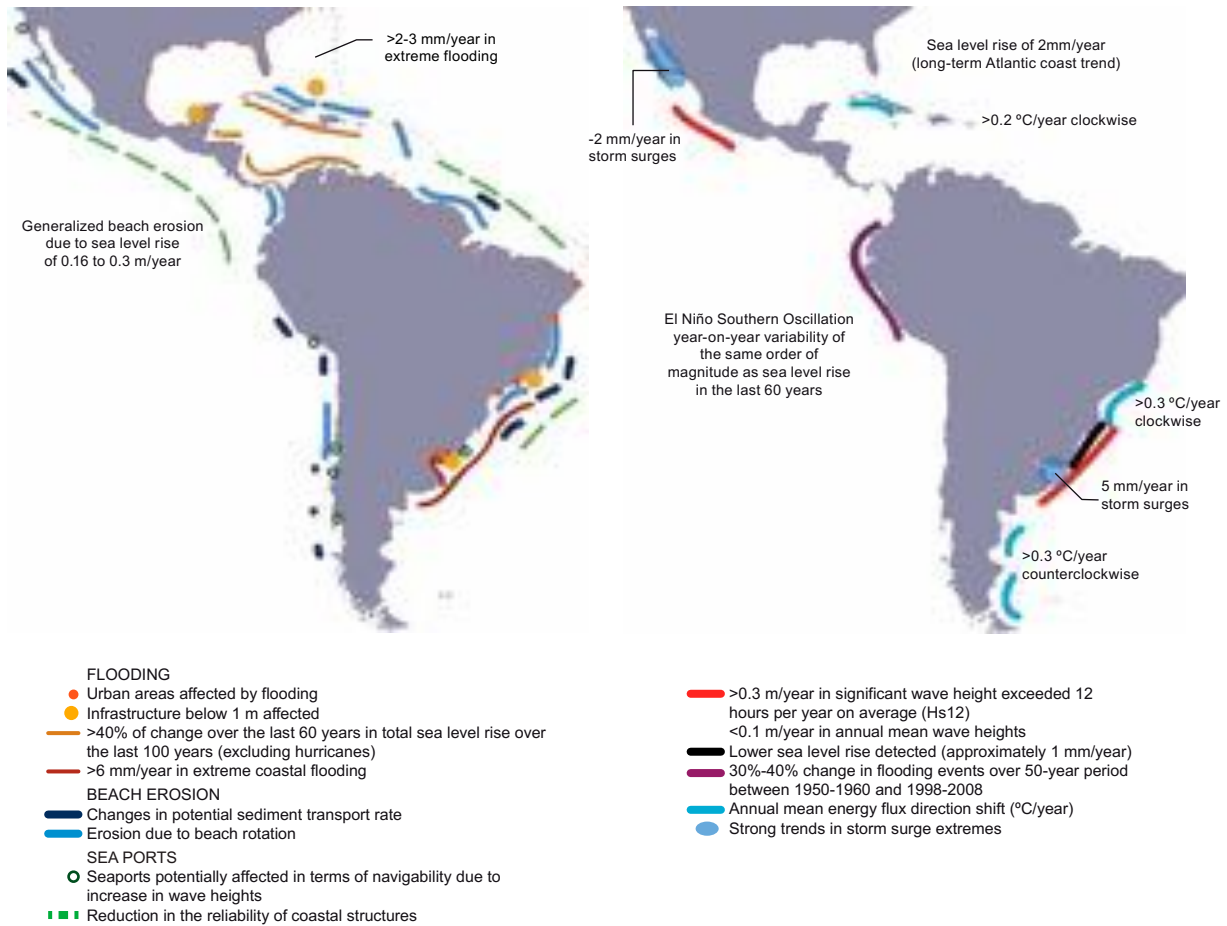 >2-3 mm/year in
extreme flooding
Generalized beach erosion
due to sea level rise
of 0.16 to 0.3 m/year
Sea level rise of 2mm/year
(long-term Atlantic coast trend)
>0.2 ºC/year clockwise
-2 mm/year in
storm surges
El Niño Southern Oscillation
year-on-year variability of
the same order of
magnitude as sea level rise
in the last 60 years
>0.3 ºC/year
clockwise
5 mm/year in
storm surges
>0.3 ºC/year
counterclockwise
FLOODING
Urban areas affected by flooding
Infrastructure below 1 m affected
>40% of change over the last 60 years in total sea level rise over
the last 100 years (excluding hurricanes)
>6 mm/year in extreme coastal flooding
BEACH EROSION
Changes in potential sediment transport rate
Erosion due to beach rotation
SEA PORTS
Seaports potentially affected in terms of navigability due to
increase in wave heights
Reduction in the reliability of coastal structures
>0.3 m/year in significant wave height exceeded 12
hours per year on average (Hs12)
<0.1 m/year in annual mean wave heights
Lower sea level rise detected (approximately 1 mm/year)
30%-40% change in flooding events over 50-year period
between 1950-1960 and 1998-2008
Annual mean energy flux direction shift (ºC/year)
Strong trends in storm surge extremes